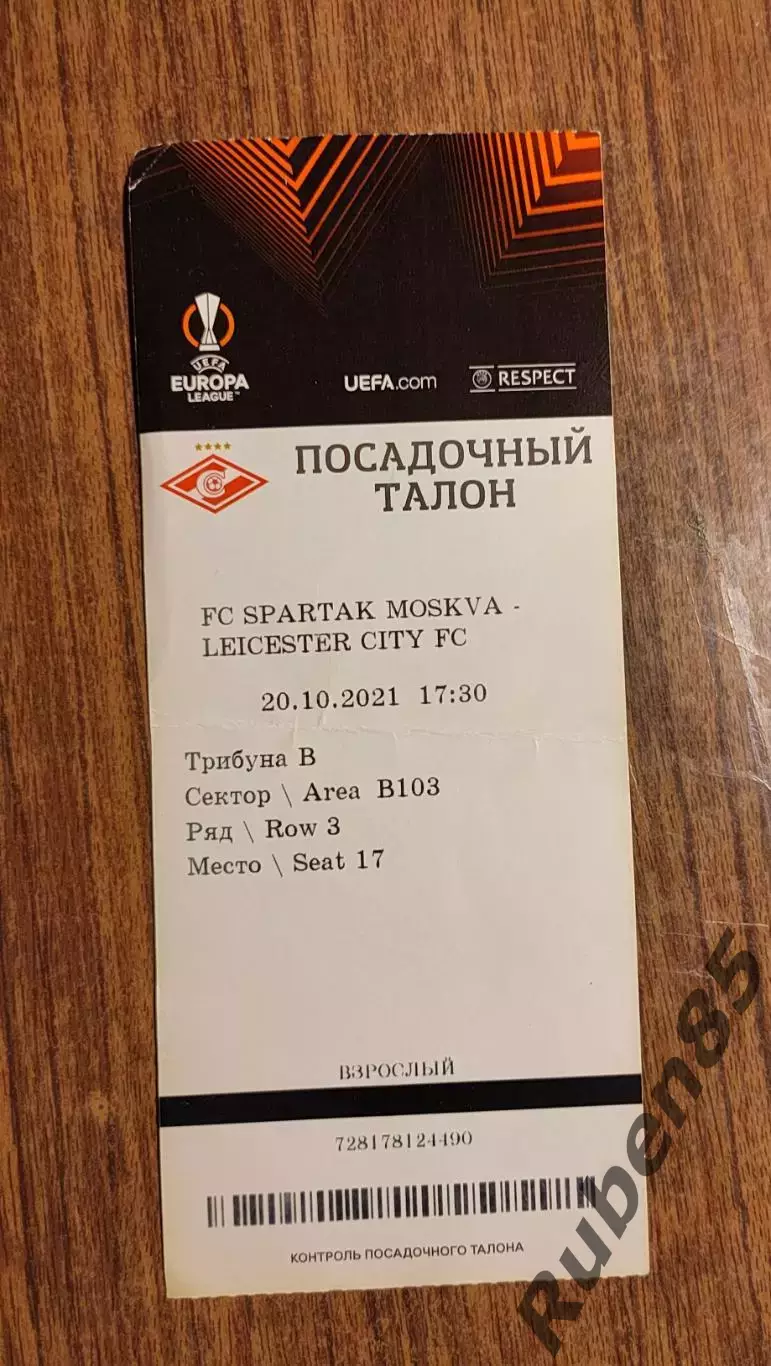 UEFA
EUROPA
LEAGUE™
UEFA.com
RESPECT
ПОСАДОЧНЫЙ
ТАЛОН
FC SPARTAK MOSKVA -
LEICESTER CITY FC
20.10.2021 17:30
Трибуна B
Сектор \ Area B103
Ряд \ Row 3
Место \ Seat 17
ВЗРОСЛЫЙ
728178124490
КОНТРОЛЬ ПОСАДОЧНОГО ТАЛОНА
Ruben85